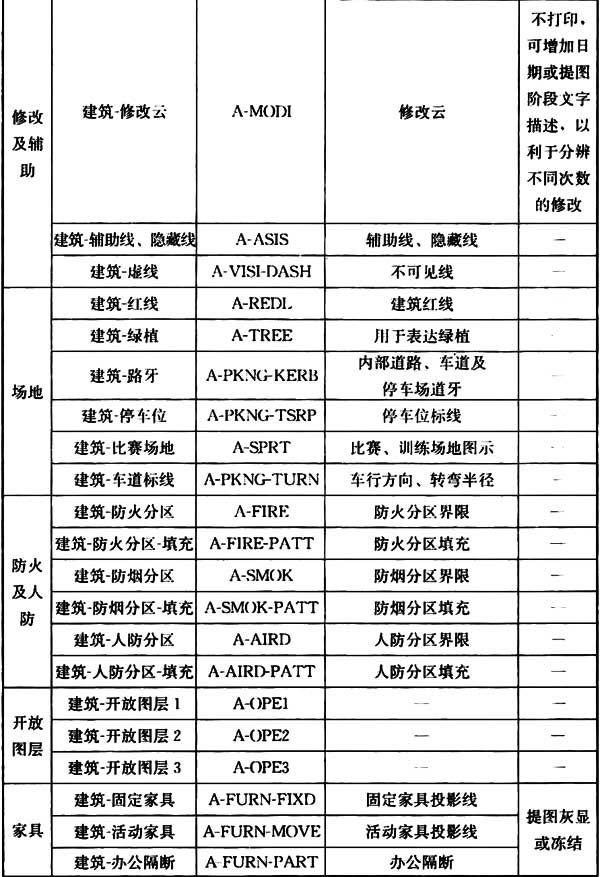 修改及辅助 建筑-修改云 A-MODI 修改云 不打印，可增加日期或提图阶段文字描述，以利于分辨不同次数的修改
建筑-辅助线、隐藏线 A-ASIS 辅助线、隐藏线 —
建筑-虚线 A-VISI-DASH 不可见线 —
场地 建筑-红线 A-REDL 建筑红线 —
建筑-绿植 A-TREE 用于表达绿植 —
建筑-路牙 A-PKNG-KERB 内部道路、车道及停车场道牙 —
建筑-停车位 A-PKNG-TSRP 停车位标线 —
建筑-比赛场地 A-SPRT 比赛、训练场地图示 —
建筑-车道标线 A-PKNG-TURN 车行方向、转弯半径 —
防火及人防 建筑-防火分区 A-FIRE 防火分区界限 —
建筑-防火分区-填充 A-FIRE-PATT 防火分区填充 —
建筑-防烟分区 A-SMOK 防烟分区界限 —
建筑-防烟分区-填充 A-SMOK-PATT 防烟分区填充 —
建筑-人防分区 A-AIRD 人防分区界限 —
建筑-人防分区-填充 A-AIRD-PATT 人防分区填充 —
开放图层 建筑-开放图层 1 A-OPE1 — —
建筑-开放图层 2 A-OPE2 — —
建筑-开放图层 3 A-OPE3 — —
家具 建筑-固定家具 A-FURN-FIXD 固定家具投影线 提图灰显或冻结
建筑-活动家具 A-FURN-MOVE 活动家具投影线
建筑-办公隔断 A-FURN-PART 办公隔断